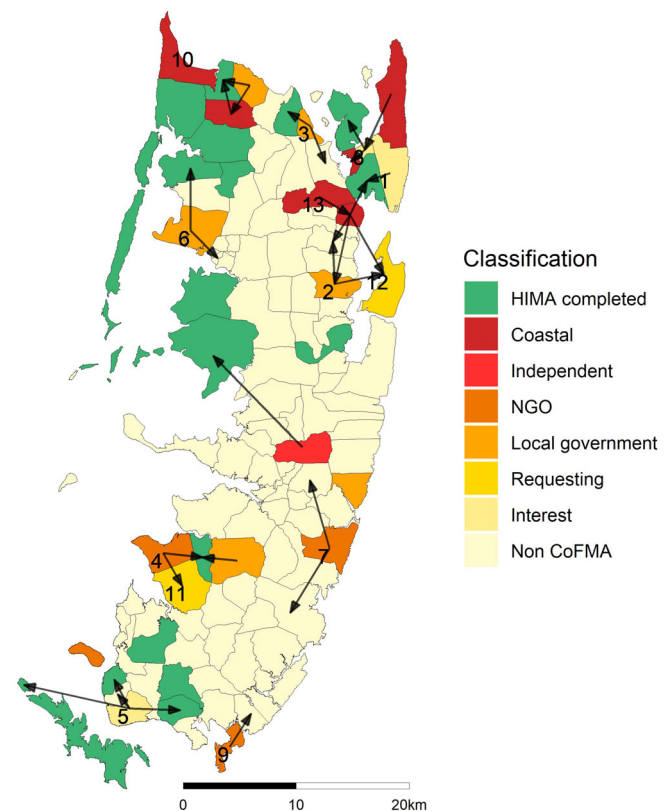 10
3
8
1
13
6
12
2
Classification
HIMA completed
Coastal
Independent
NGO
Local government
Requesting
Interest
Non CoFMA
7
4
11
5
9
0
10
20km